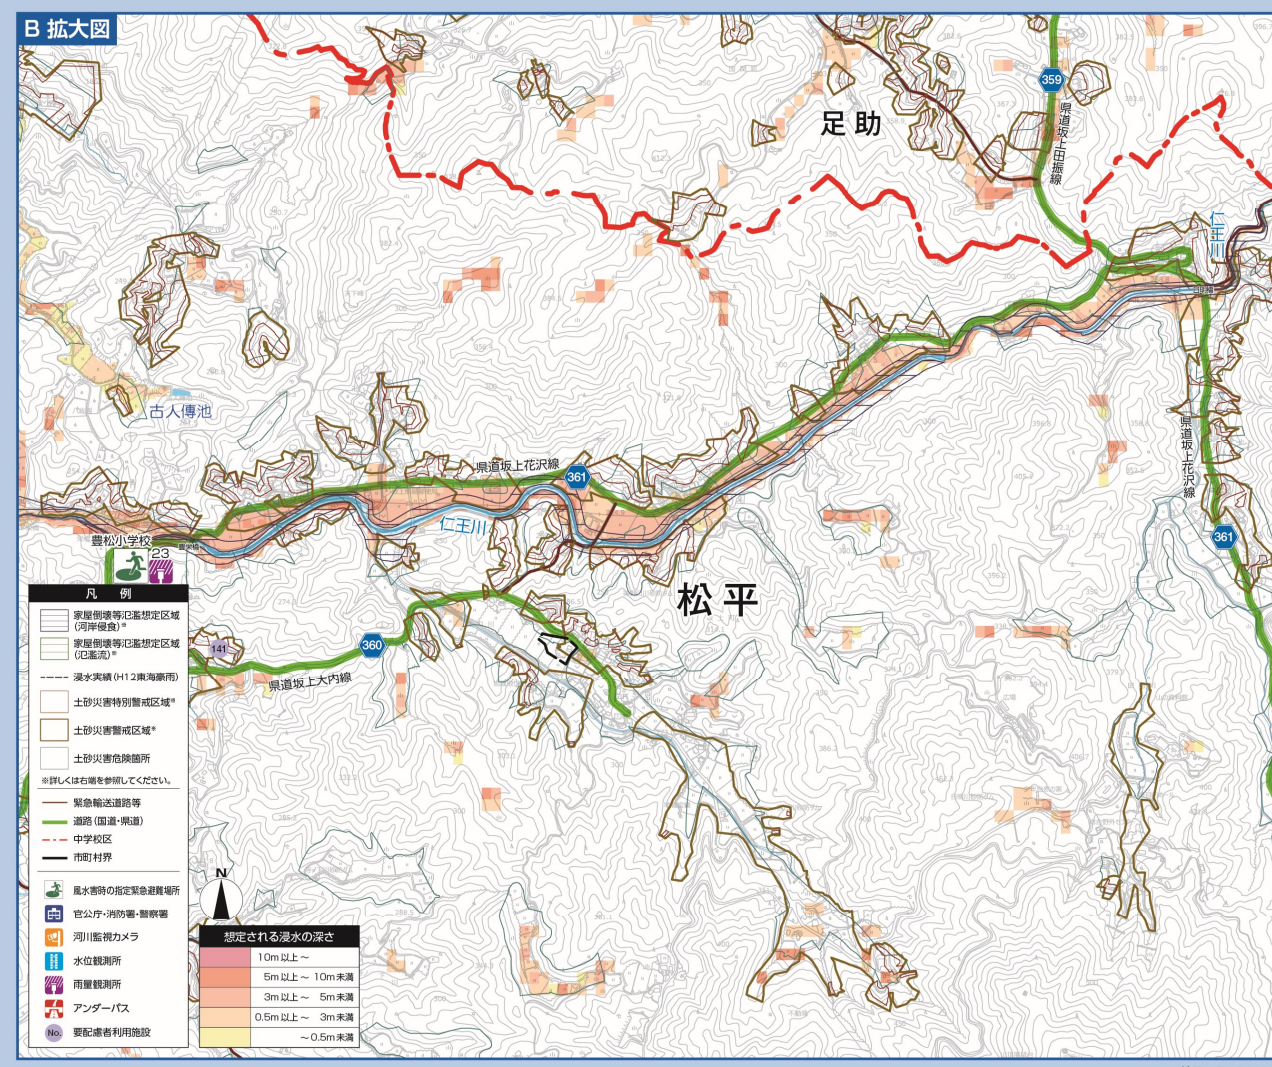 B 拡大図
足助
359
県道坂上田振線
仁王川
古人傳池
県道坂上花沢線
361
県道坂上花沢線
361
仁王川
豊松小学校
23
松平
141
360
県道坂上大内線
凡 例
家屋倒壊等氾濫想定区域
(河岸侵食)※
家屋倒壊等氾濫想定区域
(氾濫流)※
浸水実績(H12東海豪雨)
土砂災害特別警戒区域※
土砂災害警戒区域※
土砂災害危険箇所
※詳しくは右端を参照してください。
緊急輸送道路等
道路(国道・県道)
中学校区
市町村界
風水害時の指定緊急避難場所
官公庁・消防署・警察署
河川監視カメラ
水位観測所
雨量観測所
アンダーパス
No. 要配慮者利用施設
N
想定される浸水の深さ
10m以上~
5m以上~ 10m未満
3m以上~ 5m未満
0.5m以上~ 3m未満
~0.5m未満